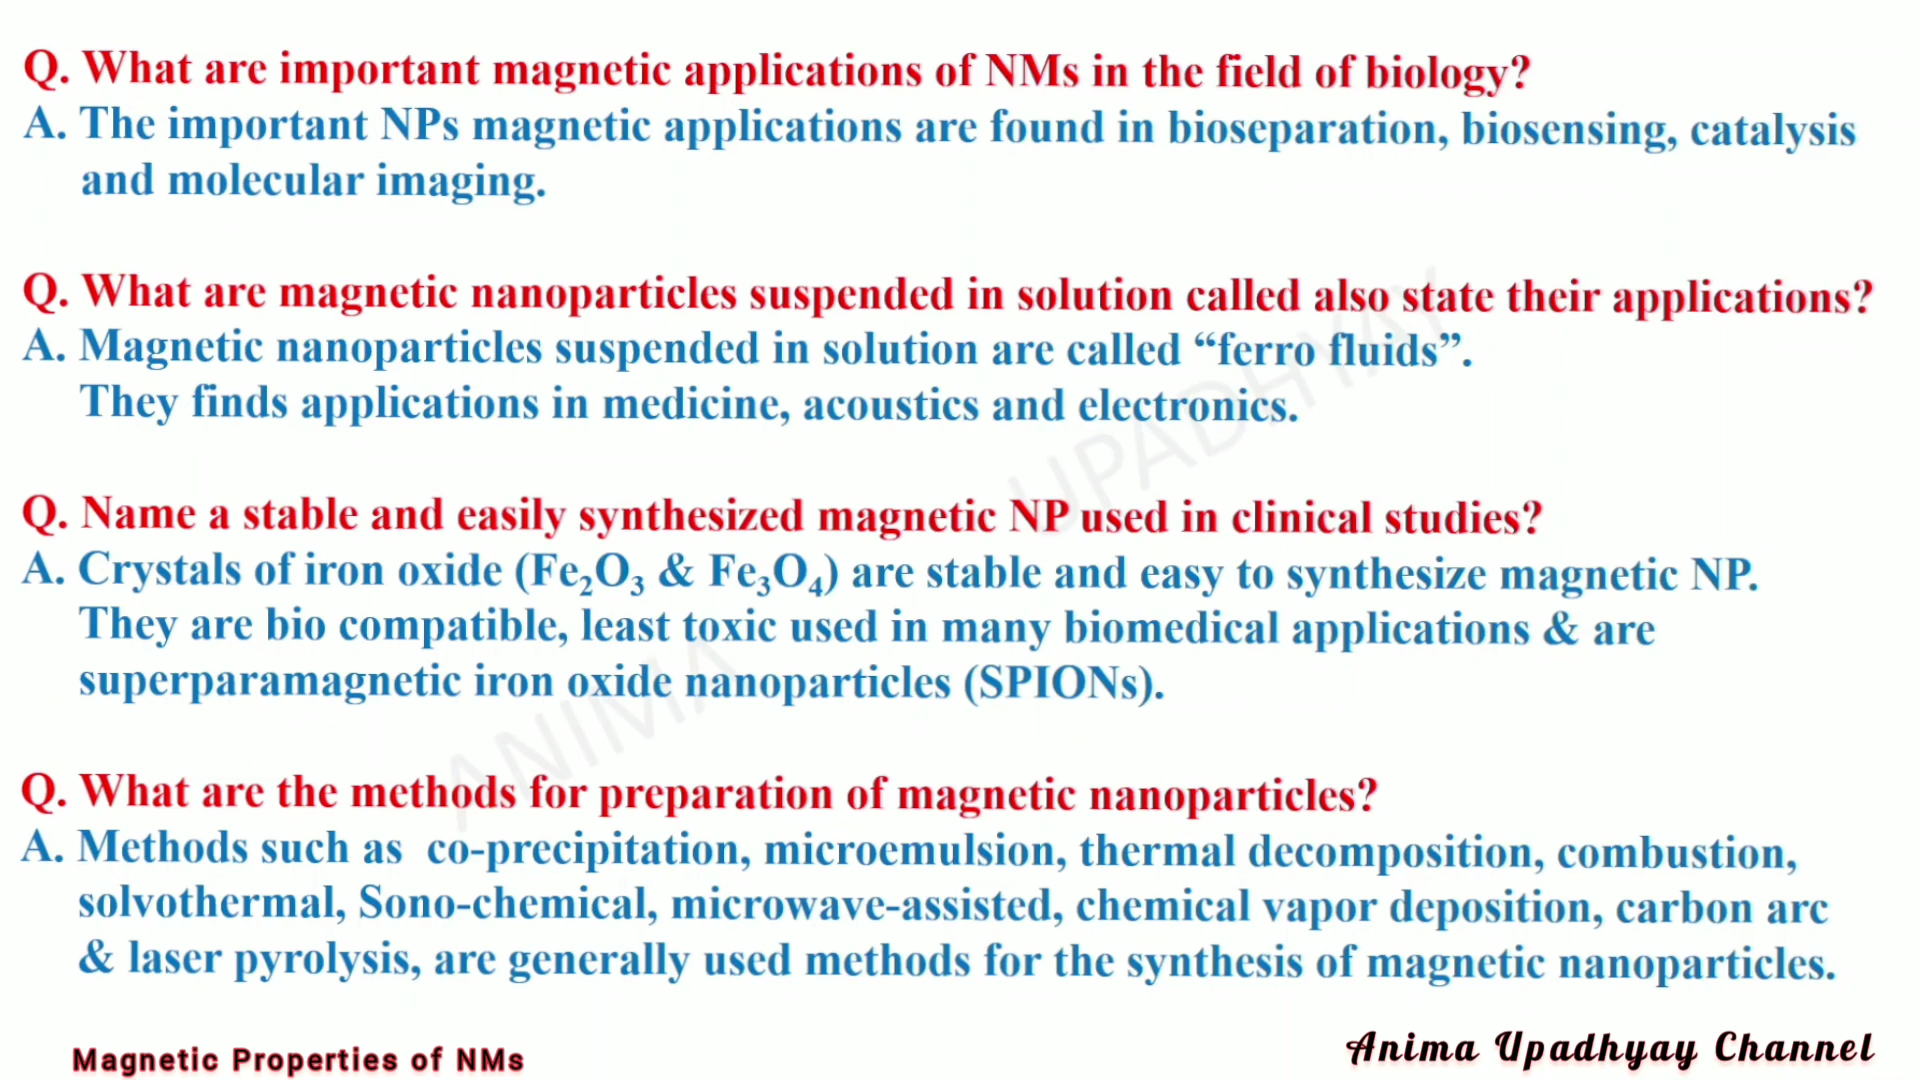 Q. What are important magnetic applications of NMs in the field of biology?
A. The important NPs magnetic applications are found in bioseparation, biosensing, catalysis
and molecular imaging.
Q. What are magnetic nanoparticles suspended in solution called also state their applications?
A. Magnetic nanoparticles suspended in solution are called “ferro fluids”.
They finds applications in medicine, acoustics and electronics.
Q. Name a stable and easily synthesized magnetic NP used in clinical studies?
A. Crystals of iron oxide (Fe₂O₃ & Fe₃O₄) are stable and easy to synthesize magnetic NP.
They are bio compatible, least toxic used in many biomedical applications & are
superparamagnetic iron oxide nanoparticles (SPIONs).
Q. What are the methods for preparation of magnetic nanoparticles?
A. Methods such as co-precipitation, microemulsion, thermal decomposition, combustion,
solvothermal, Sono-chemical, microwave-assisted, chemical vapor deposition, carbon arc
& laser pyrolysis, are generally used methods for the synthesis of magnetic nanoparticles.
ANIMA UPADHYAY
Magnetic Properties of NMs
Anima Upadhyay Channel